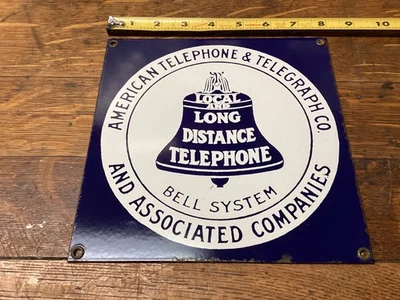 1 2 3 4 5 6 7 8 9 10
AMERICAN TELEPHONE & TELEGRAPH CO.
LOCAL
AND
LONG
DISTANCE
TELEPHONE
BELL SYSTEM
AND ASSOCIATED COMPANIES